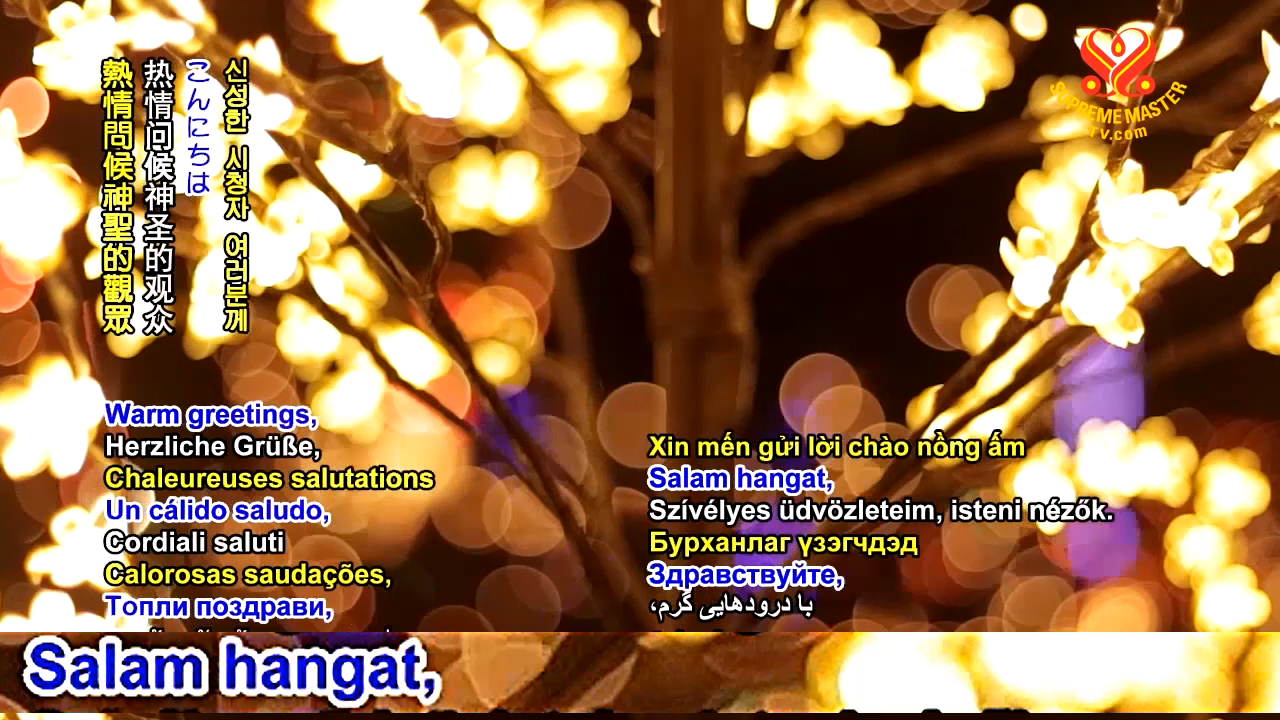 熱情問候神聖的觀眾
热情问候神圣的观众
こんにちは
신성한 시청자 여러분께
SUPREME MASTER
TV.com
Warm greetings,
Herzliche Grüße,
Chaleureuses salutations
Un cálido saludo,
Cordiali saluti
Calorosas saudações,
Топли поздрави,
Xin mến gửi lời chào nồng ấm
Salam hangat,
Szívélyes üdvözleteim, isteni nézők.
Бурханлаг үзэгчдэд
Здравствуйте,
با درودهایی گرم،
Salam hangat,